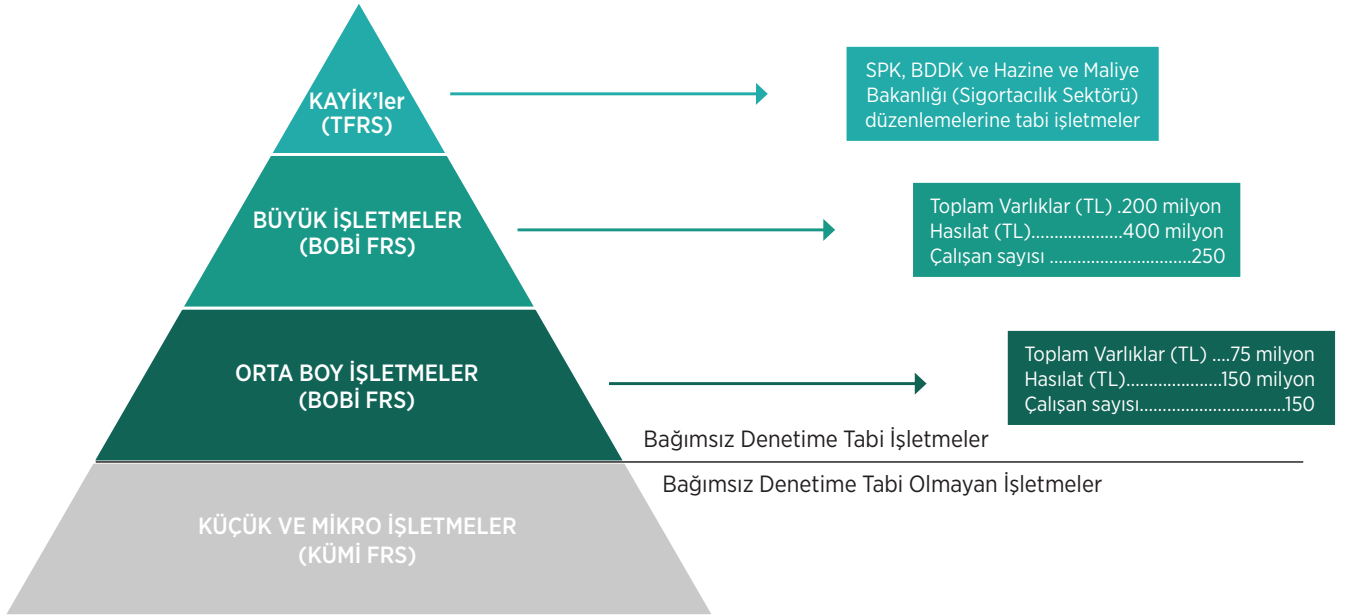 KAYİK’ler
(TFRS)
SPK, BDDK ve Hazine ve Maliye
Bakanlığı (Sigortacılık Sektörü)
düzenlemelerine tabi işletmeler
BÜYÜK İŞLETMELER
(BOBİ FRS)
Toplam Varlıklar (TL) .200 milyon
Hasılat (TL)....................400 milyon
Çalışan sayısı ...............................250
ORTA BOY İŞLETMELER
(BOBİ FRS)
Toplam Varlıklar (TL) ....75 milyon
Hasılat (TL).....................150 milyon
Çalışan sayısı................................150
Bağımsız Denetime Tabi İşletmeler
Bağımsız Denetime Tabi Olmayan İşletmeler
KÜÇÜK VE MİKRO İŞLETMELER
(KÜMİ FRS)